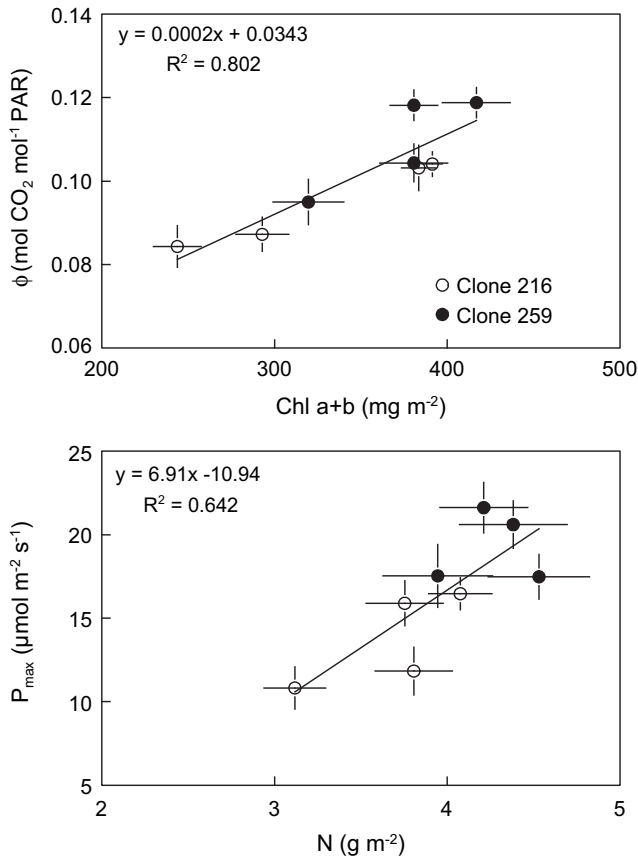 0.14
y = 0.0002x + 0.0343
R² = 0.802
0.12
0.10
0.08
0.06
ϕ (mol CO₂ mol⁻¹ PAR)
Clone 216
Clone 259
200 300 400 500
Chl a+b (mg m⁻²)
25
y = 6.91x -10.94
R² = 0.642
20
15
10
5
Pmax (µmol m⁻² s⁻¹)
2 3 4 5
N (g m⁻²)